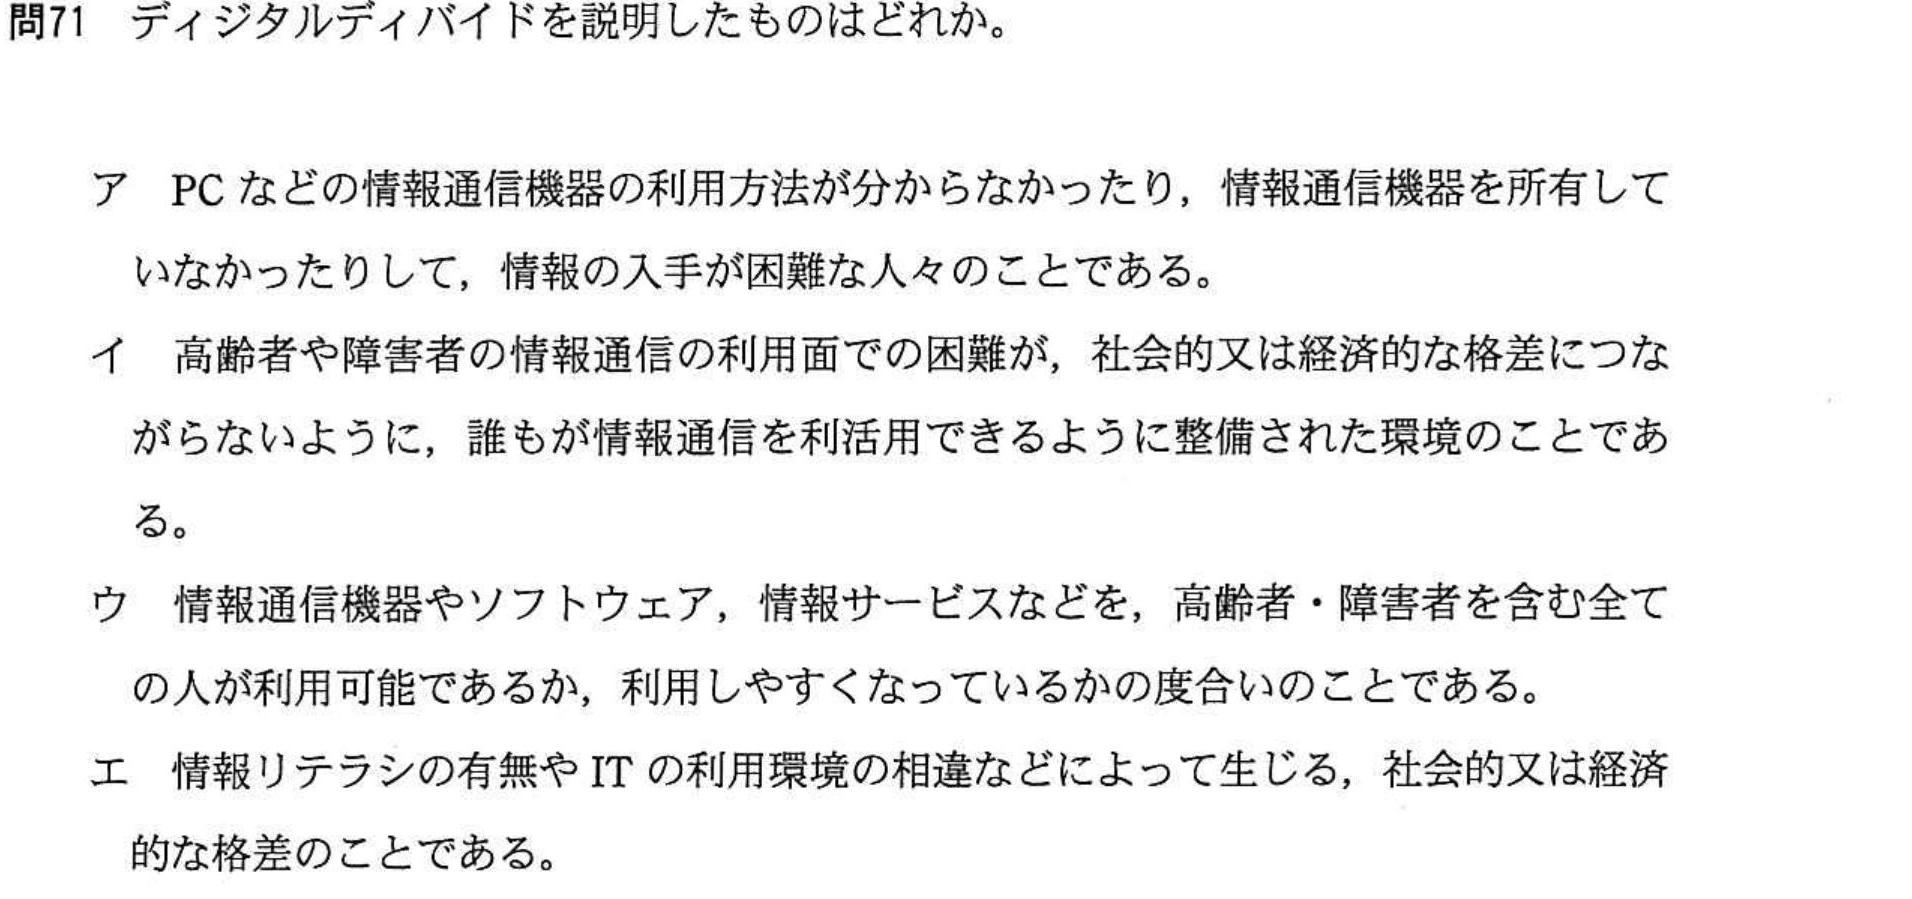 問71　ディジタルディバイドを説明したものはどれか。
ア　PC などの情報通信機器の利用方法が分からなかったり，情報通信機器を所有して
いなかったりして，情報の入手が困難な人々のことである。
イ　高齢者や障害者の情報通信の利用面での困難が，社会的又は経済的な格差につな
がらないように，誰もが情報通信を利活用できるように整備された環境のことであ
る。
ウ　情報通信機器やソフトウェア，情報サービスなどを，高齢者・障害者を含む全て
の人が利用可能であるか，利用しやすくなっているかの度合いのことである。
エ　情報リテラシの有無や IT の利用環境の相違などによって生じる，社会的又は経済
的な格差のことである。